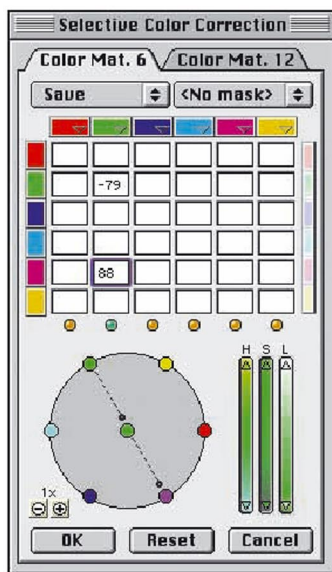 Selective Color Correction
Color Mat. 6 Color Mat. 12
Save <No mask>
-79
88
H S L
1x
OK Reset Cancel